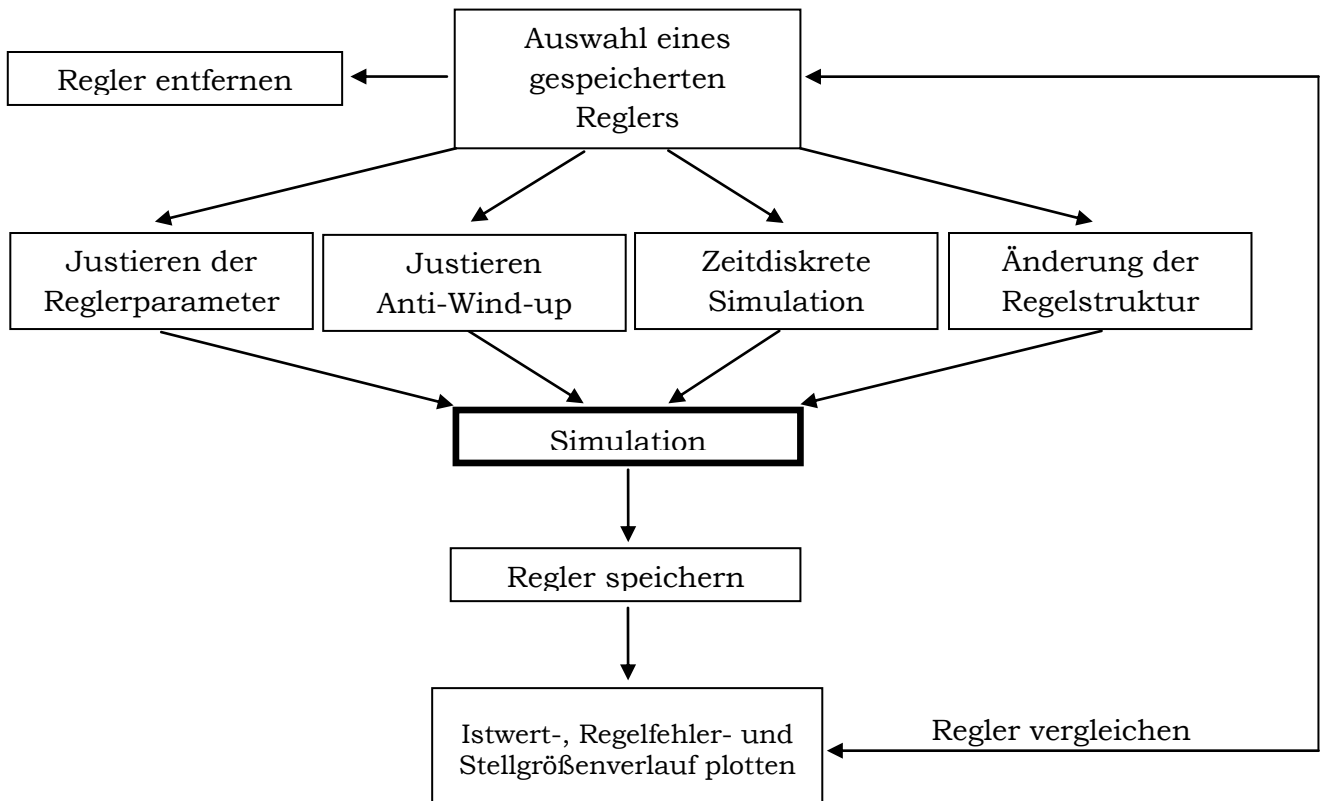 Auswahl eines
gespeicherten
Reglers
Regler entfernen
Justieren der
Reglerparameter
Justieren
Anti-Wind-up
Zeitdiskrete
Simulation
Änderung der
Regelstruktur
Simulation
Regler speichern
Istwert-, Regelfehler- und
Stellgrößenverlauf plotten
Regler vergleichen